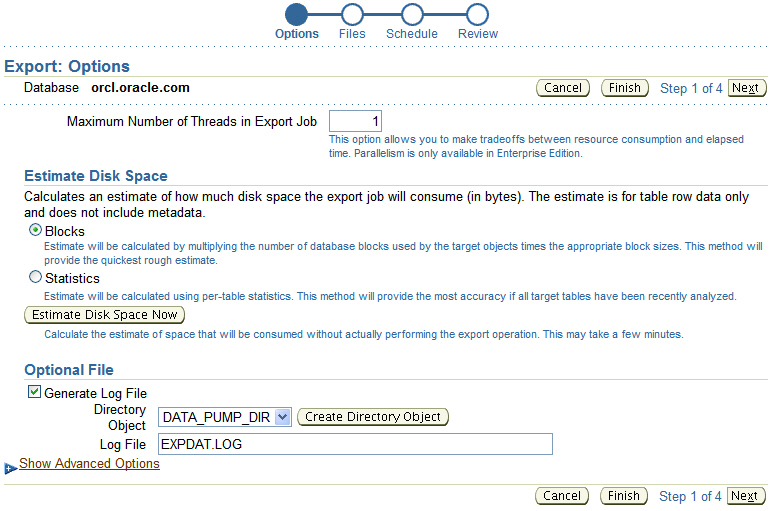 Options Files Schedule Review
Export: Options
Database orcl.oracle.com Cancel Finish Step 1 of 4 Next
Maximum Number of Threads in Export Job 1
This option allows you to make tradeoffs between resource consumption and elapsed
time. Parallelism is only available in Enterprise Edition.
Estimate Disk Space
Calculates an estimate of how much disk space the export job will consume (in bytes). The estimate is for table row data only
and does not include metadata.
Blocks
Estimate will be calculated by multiplying the number of database blocks used by the target objects times the appropriate block sizes. This method will
provide the quickest rough estimate.
Statistics
Estimate will be calculated using per-table statistics. This method will provide the most accuracy if all target tables have been recently analyzed.
Estimate Disk Space Now
Calculate the estimate of space that will be consumed without actually performing the export operation. This may take a few minutes.
Optional File
Generate Log File
Directory
Object DATA_PUMP_DIR Create Directory Object
Log File EXPDAT.LOG
Show Advanced Options
Cancel Finish Step 1 of 4 Next